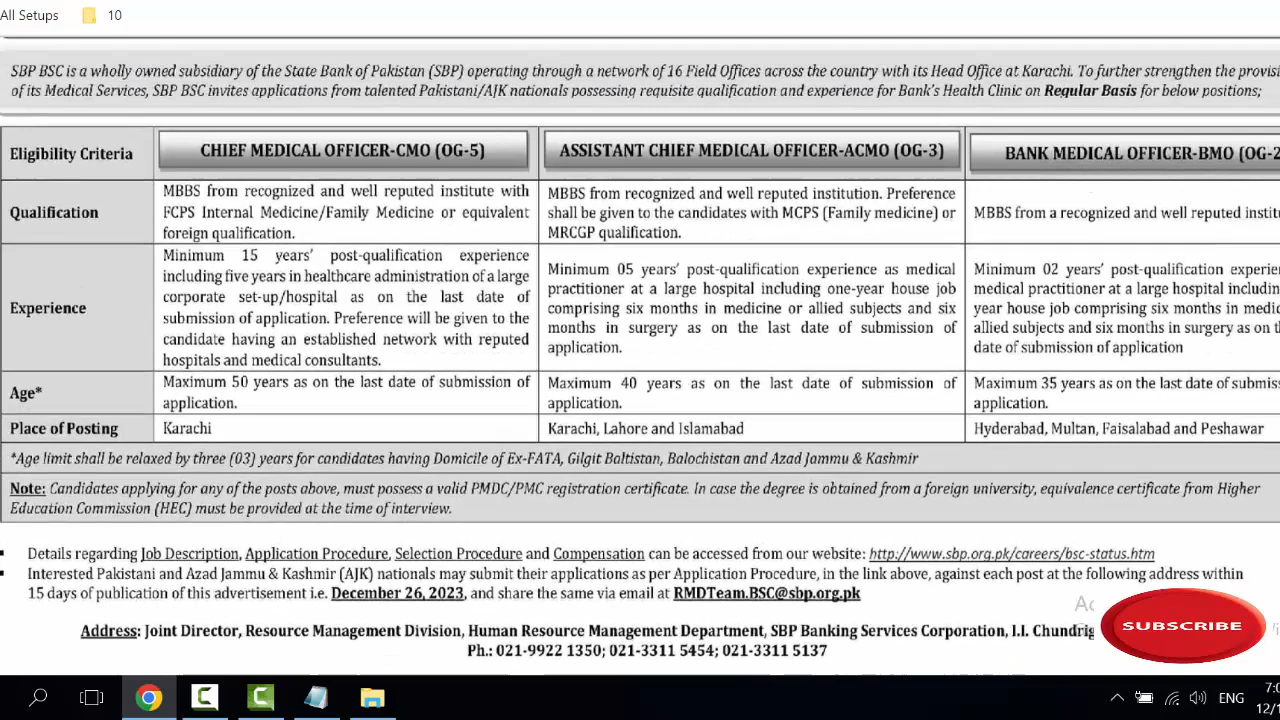 All Setups
10
SBP BSC is a wholly owned subsidiary of the State Bank of Pakistan (SBP) operating through a network of 16 Field Offices across the country with its Head Office at Karachi. To further strengthen the
of its Medical Services, SBP BSC invites applications from talented Pakistani/AJK nationals possessing requisite qualification and experience for Bank's Health Clinic on Regular Basis for below positions;
Eligibility Criteria
CHIEF MEDICAL OFFICER-CMO (OG-5)
ASSISTANT CHIEF MEDICAL OFFICER-ACMO (OG-3)
BANK MEDICAL OFFICER-BMO (OG-2
Qualification
MBBS from recognized and well reputed institute with
FCPS Internal Medicine/Family Medicine or equivalent
foreign qualification.
MBBS from recognized and well reputed institution. Preference
shall be given to the candidates with MCPS (Family medicine) or
MRCGP qualification.
MBBS from a recognized and well reputed
Experience
Minimum 15 years' post-qualification experience
including five years in healthcare administration of a large
corporate set-up/hospital as on the last date of
submission of application. Preference will be given to the
candidate having an established network with reputed
hospitals and medical consultants.
Minimum 05 years' post-qualification experience as medical
practitioner at a large hospital including one-year house job
comprising six months in medicine or allied subjects and six
months in surgery as on the last date of submission of
application.
Minimum 02 years' post-qualification
medical practitioner at a large hospital
year house job comprising six months in
allied subjects and six months in surgery as on
date of submission of application
Age*
Maximum 50 years as on the last date of submission of
application.
Maximum 40 years as on the last date of submission of
application.
Maximum 35 years as on the last date of
application.
Place of Posting
Karachi
Karachi, Lahore and Islamabad
Hyderabad, Multan, Faisalabad and Peshawar
*Age limit shall be relaxed by three (03) years for candidates having Domicile of Ex-FATA, Gilgit Baltistan, Balochistan and Azad Jammu & Kashmir
Note: Candidates applying for any of the posts above, must possess a valid PMDC/PMC registration certificate. In case the degree is obtained from a foreign university, equivalence certificate from Higher
Education Commission (HEC) must be provided at the time of interview.
Details regarding Job Description, Application Procedure, Selection Procedure and Compensation can be accessed from our website: http://www.sbp.org.pk/careers/bsc-status.htm
Interested Pakistani and Azad Jammu & Kashmir (AJK) nationals may submit their applications as per Application Procedure, in the link above, against each post at the following address within
15 days of publication of this advertisement i.e. December 26, 2023, and share the same via email at RMDTeam.BSC@sbp.org.pk
Address: Joint Director, Resource Management Division, Human Resource Management Department, SBP Banking Services Corporation, I.I.
Ph.: 021-9922 1350; 021-3311 5454; 021-3311 5137
SUBSCRIBE
ENG